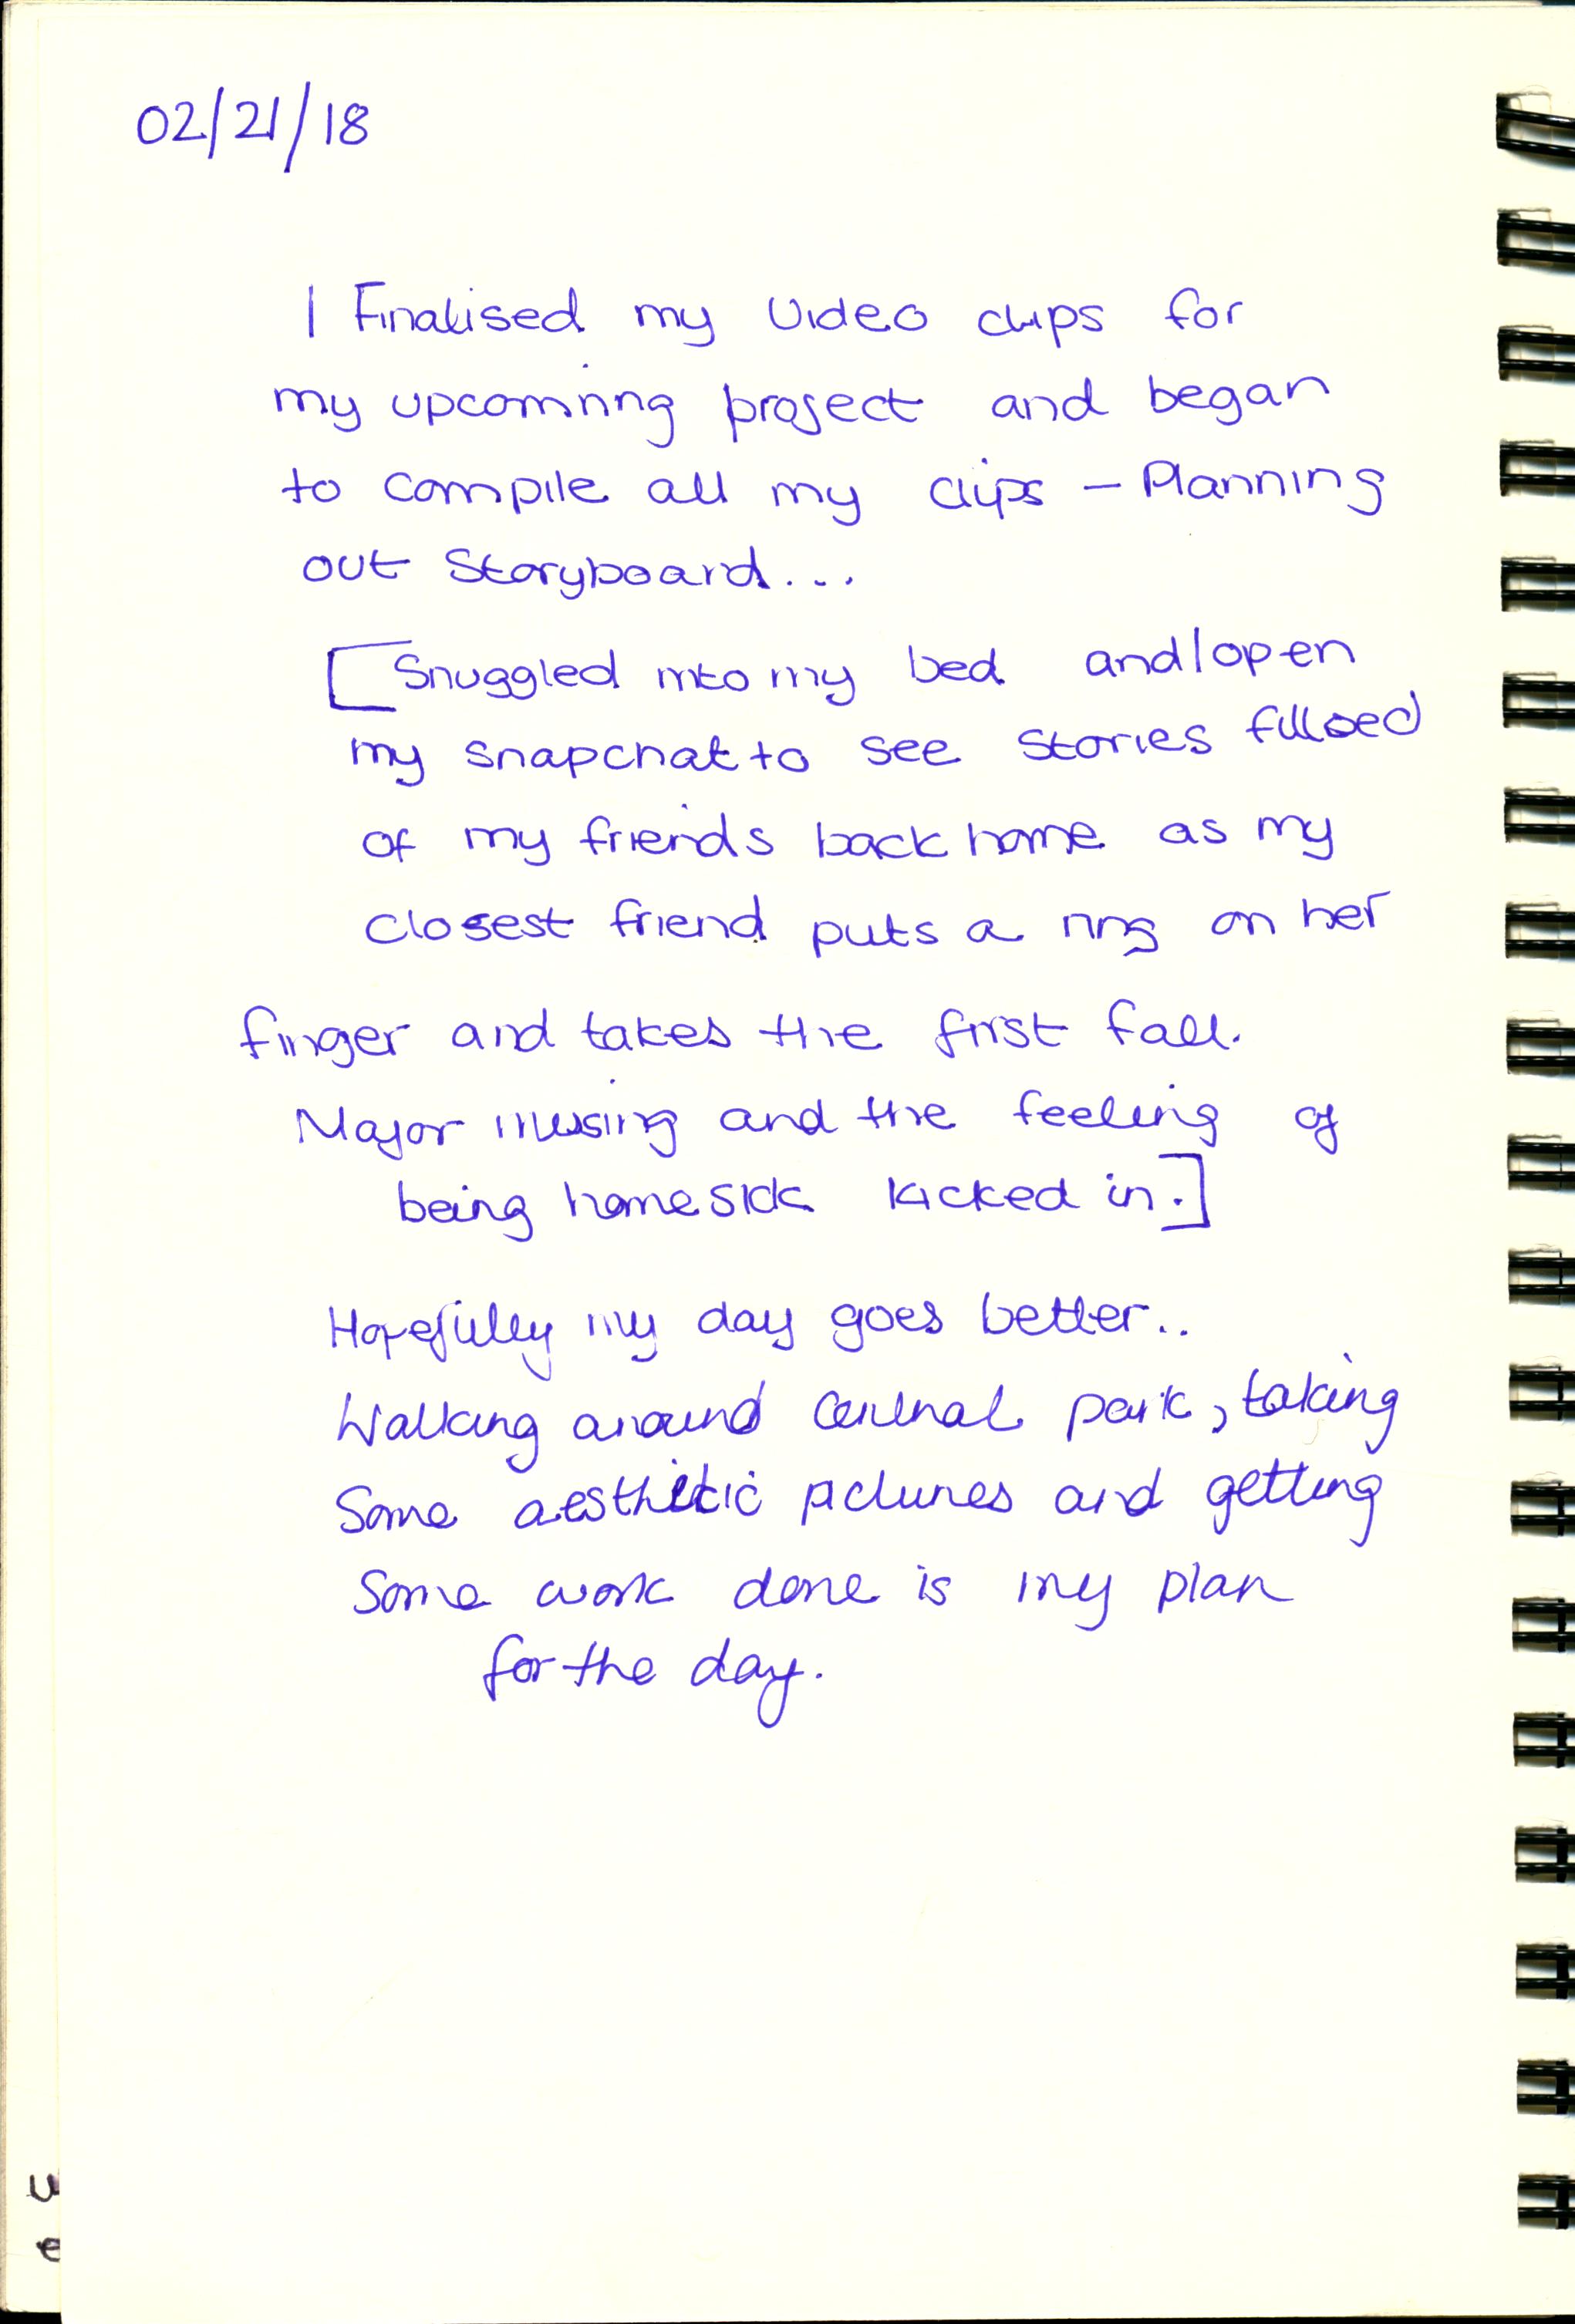 02/21/18
I Finalised my video clips for
my upcoming project and began
to compile all my clips – Planning
out Storyboard...
[Snuggled into my bed and/open
my snapchat to see stories filled
of my friends back home as my
closest friend puts a ring on her
finger and takes the first fall.
Major missing and the feeling of
being homesick kicked in.]
Hopefully my day goes better..
Walking around central park, taking
Some aesthetic pictures and getting
Some work done is my plan
for the day.